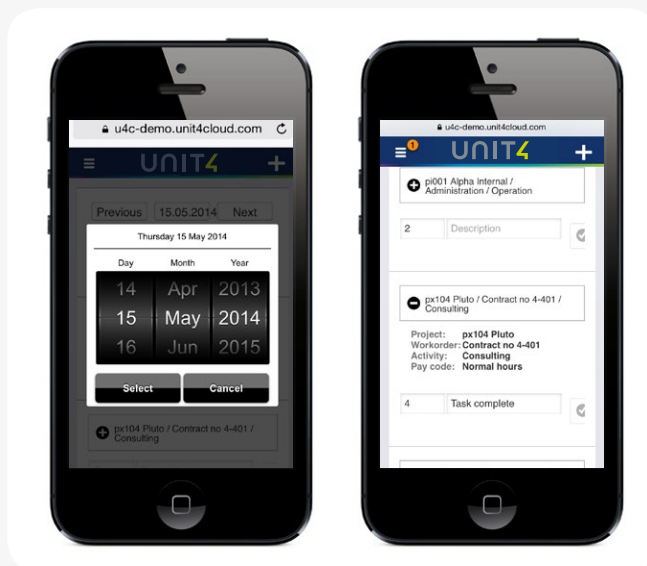 u4c-demo.unit4cloud.com
UNIT4
Previous 15.05.2014 Next
Thursday 15 May 2014
Day Month Year
14 Apr 2013
15 May 2014
16 Jun 2015
Select Cancel
px104 Pluto / Contract no 4-401 /
Consulting
u4c-demo.unit4cloud.com
1
UNIT4
pi001 Alpha Internal /
Administration / Operation
2 Description
px104 Pluto / Contract no 4-401 /
Consulting
Project: px104 Pluto
Workorder: Contract no 4-401
Activity: Consulting
Pay code: Normal hours
4 Task complete